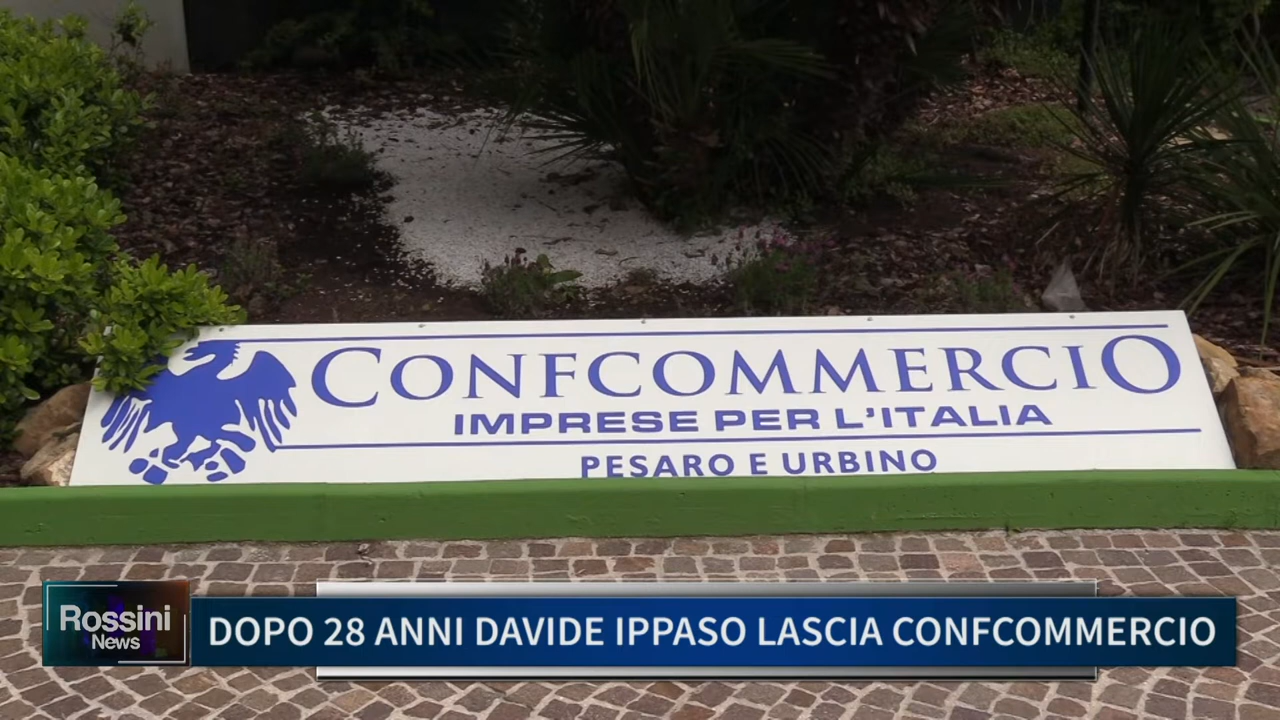 CONFCOMMERCIO
IMPRESE PER L'ITALIA
PESARO E URBINO
Rossini
News
DOPO 28 ANNI DAVIDE IPPASO LASCIA CONFCOMMERCIO